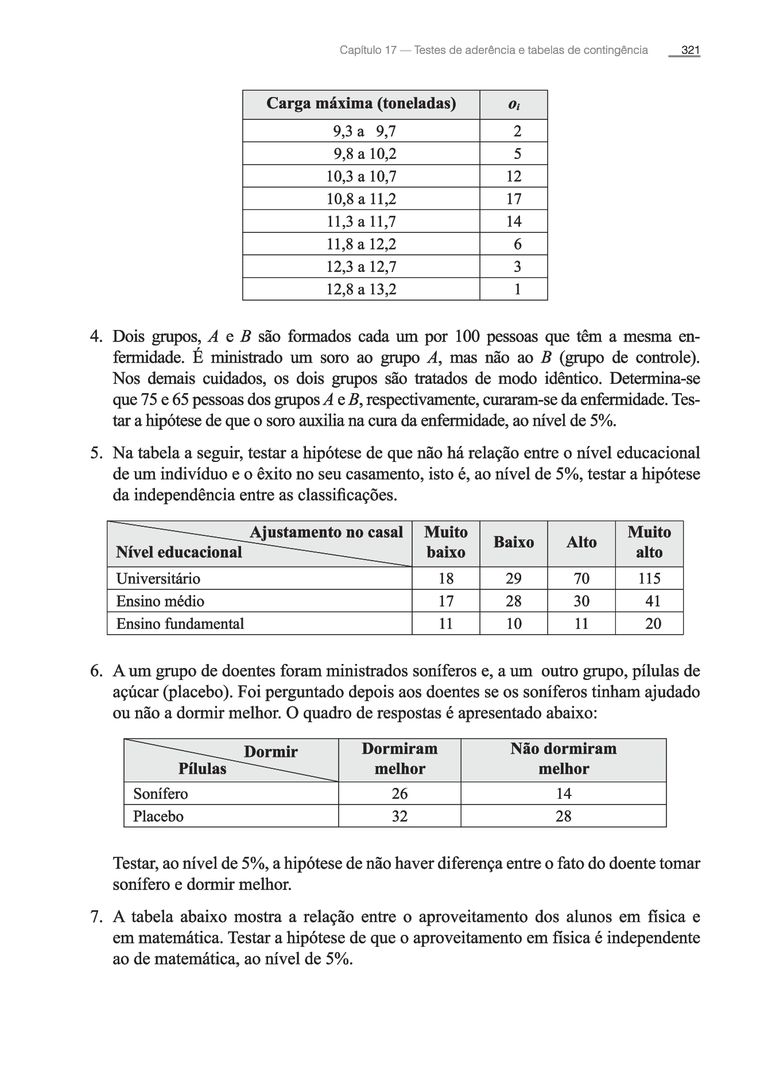 Capítulo 17 — Testes de aderência e tabelas de contingência 321
Carga máxima (toneladas) oi
9,3 a 9,7 2
9,8 a 10,2 5
10,3 a 10,7 12
10,8 a 11,2 17
11,3 a 11,7 14
11,8 a 12,2 6
12,3 a 12,7 3
12,8 a 13,2 1
4. Dois grupos, A e B são formados cada um por 100 pessoas que têm a mesma en-
fermidade. É ministrado um soro ao grupo A, mas não ao B (grupo de controle).
Nos demais cuidados, os dois grupos são tratados de modo idêntico. Determina-se
que 75 e 65 pessoas dos grupos A e B, respectivamente, curaram-se da enfermidade. Tes-
tar a hipótese de que o soro auxilia na cura da enfermidade, ao nível de 5%.
5. Na tabela a seguir, testar a hipótese de que não há relação entre o nível educacional
de um indivíduo e o êxito no seu casamento, isto é, ao nível de 5%, testar a hipótese
da independência entre as classificações.
Ajustamento no casal Muito Muito
Baixo Alto
Nível educacional baixo alto
Universitário 18 29 70 115
Ensino médio 17 28 30 41
Ensino fundamental 11 10 11 20
6. A um grupo de doentes foram ministrados soníferos e, a um outro grupo, pílulas de
açúcar (placebo). Foi perguntado depois aos doentes se os soníferos tinham ajudado
ou não a dormir melhor. O quadro de respostas é apresentado abaixo:
Dormir Dormiram Não dormiram
Pílulas melhor melhor
Sonífero 26 14
Placebo 32 28
Testar, ao nível de 5%, a hipótese de não haver diferença entre o fato do doente tomar
sonífero e dormir melhor.
7. A tabela abaixo mostra a relação entre o aproveitamento dos alunos em física e
em matemática. Testar a hipótese de que o aproveitamento em física é independente
ao de matemática, ao nível de 5%.